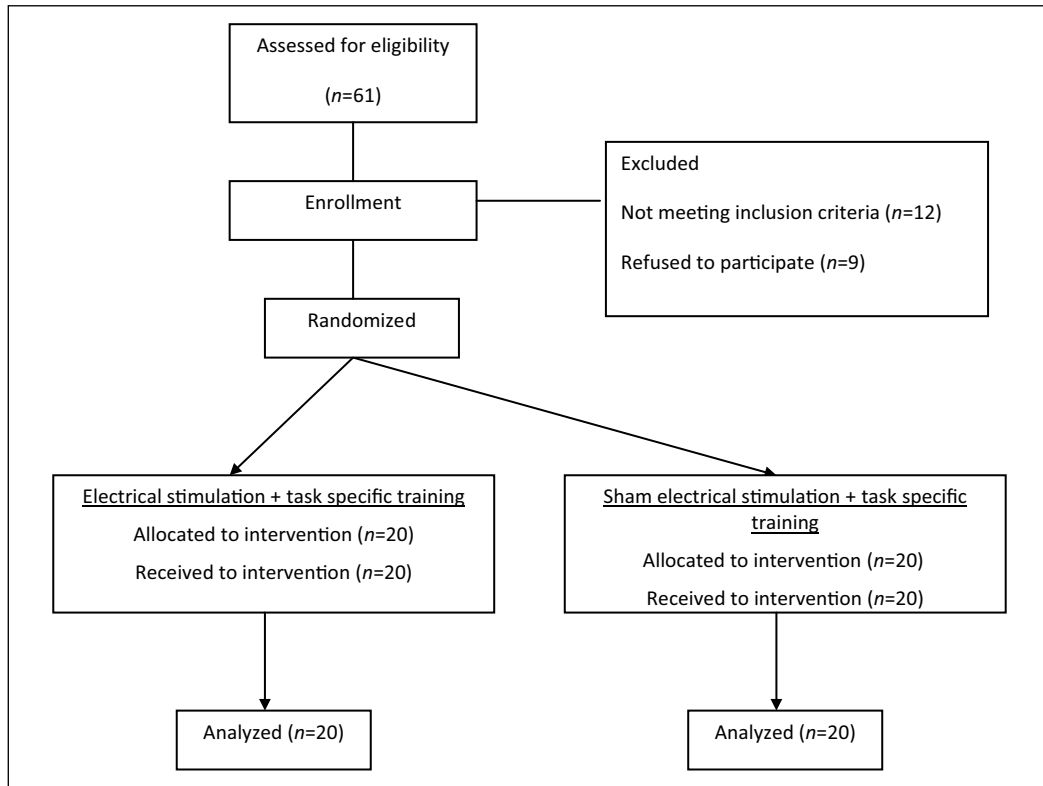 Assessed for eligibility
(n=61)
Enrollment
Excluded
Not meeting inclusion criteria (n=12)
Refused to participate (n=9)
Randomized
Electrical stimulation + task specific training
Allocated to intervention (n=20)
Received to intervention (n=20)
Sham electrical stimulation + task specific
training
Allocated to intervention (n=20)
Received to intervention (n=20)
Analyzed (n=20)
Analyzed (n=20)